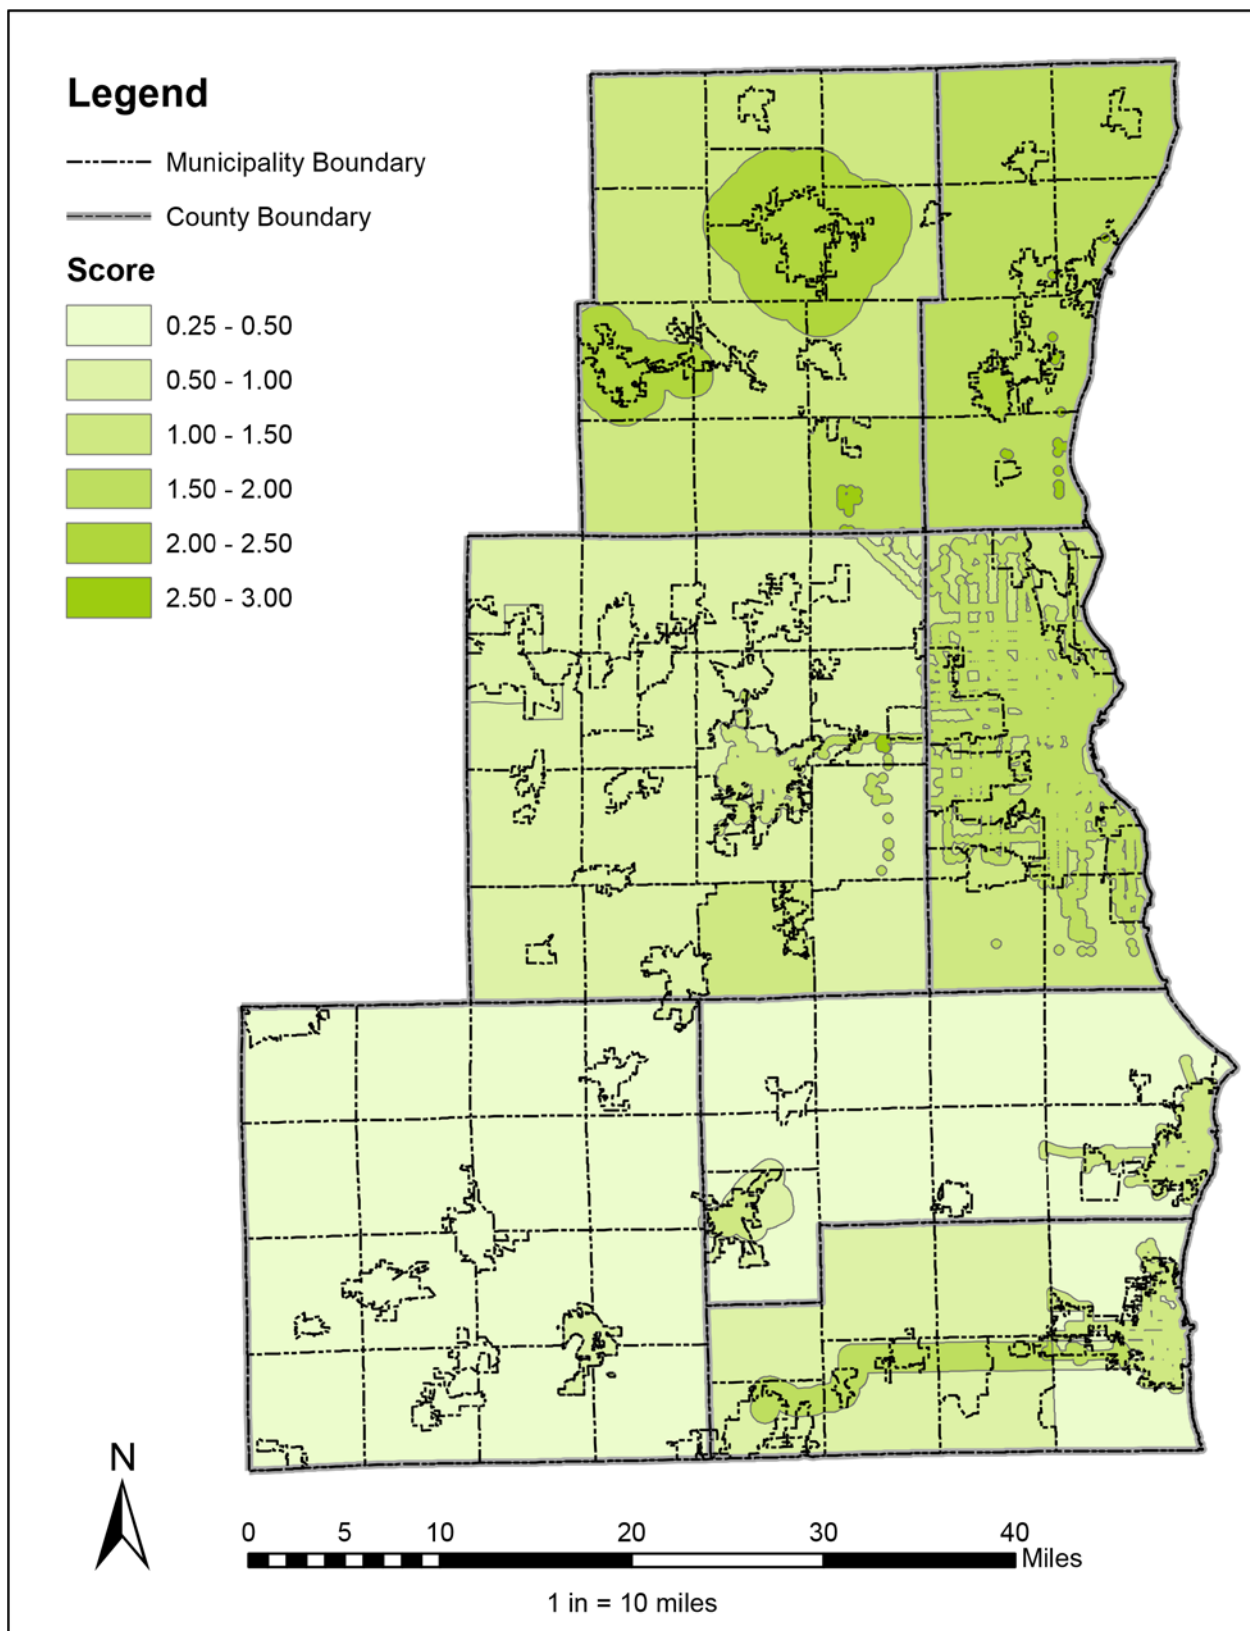 Legend
Municipality Boundary
County Boundary
Score
0.25 - 0.50
0.50 - 1.00
1.00 - 1.50
1.50 - 2.00
2.00 - 2.50
2.50 - 3.00
N
0 5 10 20 30 40
Miles
1 in = 10 miles